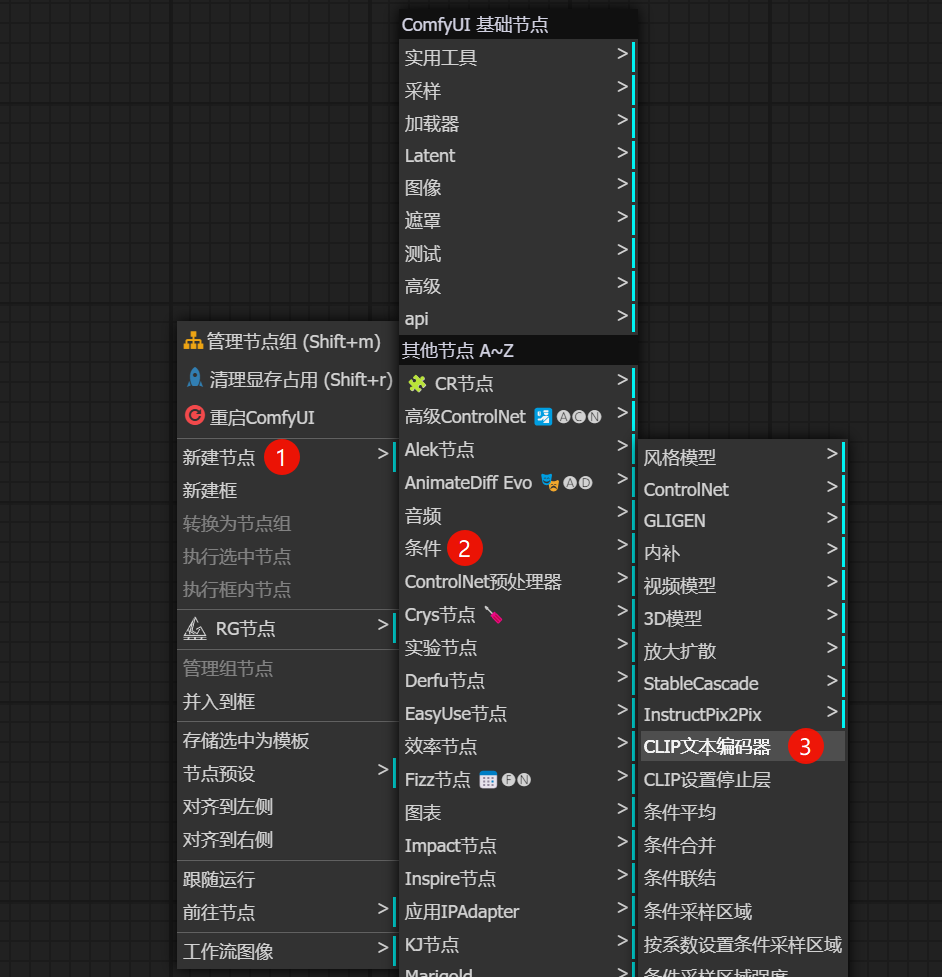 ComfyUI 基础节点
实用工具 >
采样 >
加载器 >
Latent >
图像 >
遮罩 >
测试 >
高级 >
api >
其他节点 A~Z
CR节点 >
高级ControlNet 🅐🅒🅝 >
Alek节点 >
AnimateDiff Evo 🅐🅓 >
音频 >
条件 2 >
ControlNet预处理器 >
Crys节点 >
实验节点 >
Derfu节点 >
EasyUse节点 >
效率节点 >
Fizz节点 🅕🅝 >
图表 >
Impact节点 >
Inspire节点 >
应用IPAdapter >
KJ节点 >
Marigold >
管理节点组 (Shift+m)
清理显存占用 (Shift+r)
重启ComfyUI
新建节点 1 >
新建框
转换为节点组
执行选中节点
执行框内节点
RG节点 >
管理组节点
并入到框
存储选中为模板
节点预设 >
对齐到左侧
对齐到右侧
跟随运行
前往节点 >
工作流图像 >
风格模型 >
ControlNet >
GLIGEN >
内补 >
视频模型 >
3D模型 >
放大扩散 >
StableCascade >
InstructPix2Pix >
CLIP文本编码器 3
CLIP设置停止层
条件平均
条件合并
条件联结
条件采样区域
按系数设置条件采样区域
条件采样区域强度